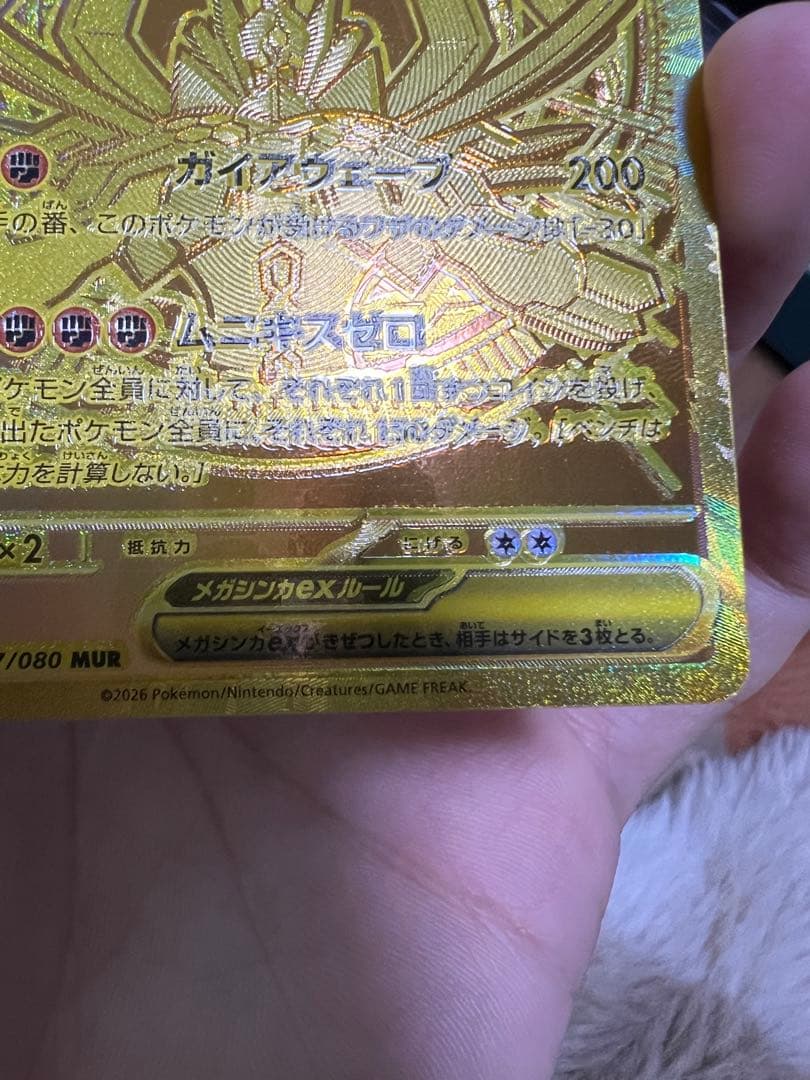 ガイアウェーブ 200
手の番、このポケモンが受けるワザのダメージは「-30」
ムニキスゼロ
ケモン全員に対して、それぞれ1回ずつコインを投げ、
出たポケモン全員に、それぞれ150ダメージ。[ベンチは
力を計算しない。]
×2 抵抗力 にげる
メガシンカexルール
メガシンカexがきぜつしたとき、相手はサイドを3枚とる。
/080 MUR
©2026 Pokémon/Nintendo/Creatures/GAME FREAK.